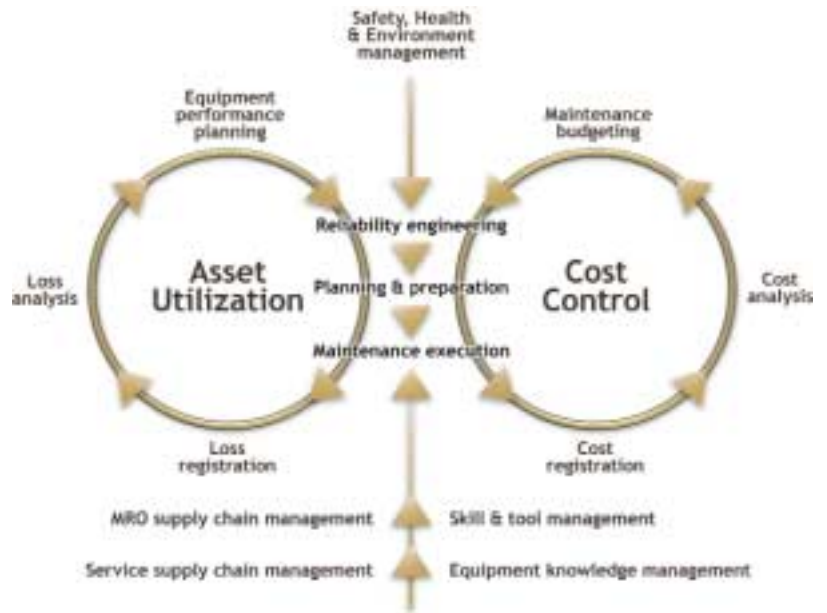 Safety, Health
& Environment
management
Equipment
performance
planning
Maintenance
budgeting
Reliability engineering
Loss
analysis
Asset
Utilization
Planning & preparation
Cost
Control
Cost
analysis
Maintenance execution
Loss
registration
Cost
registration
MRO supply chain management
Skill & tool management
Service supply chain management
Equipment knowledge management